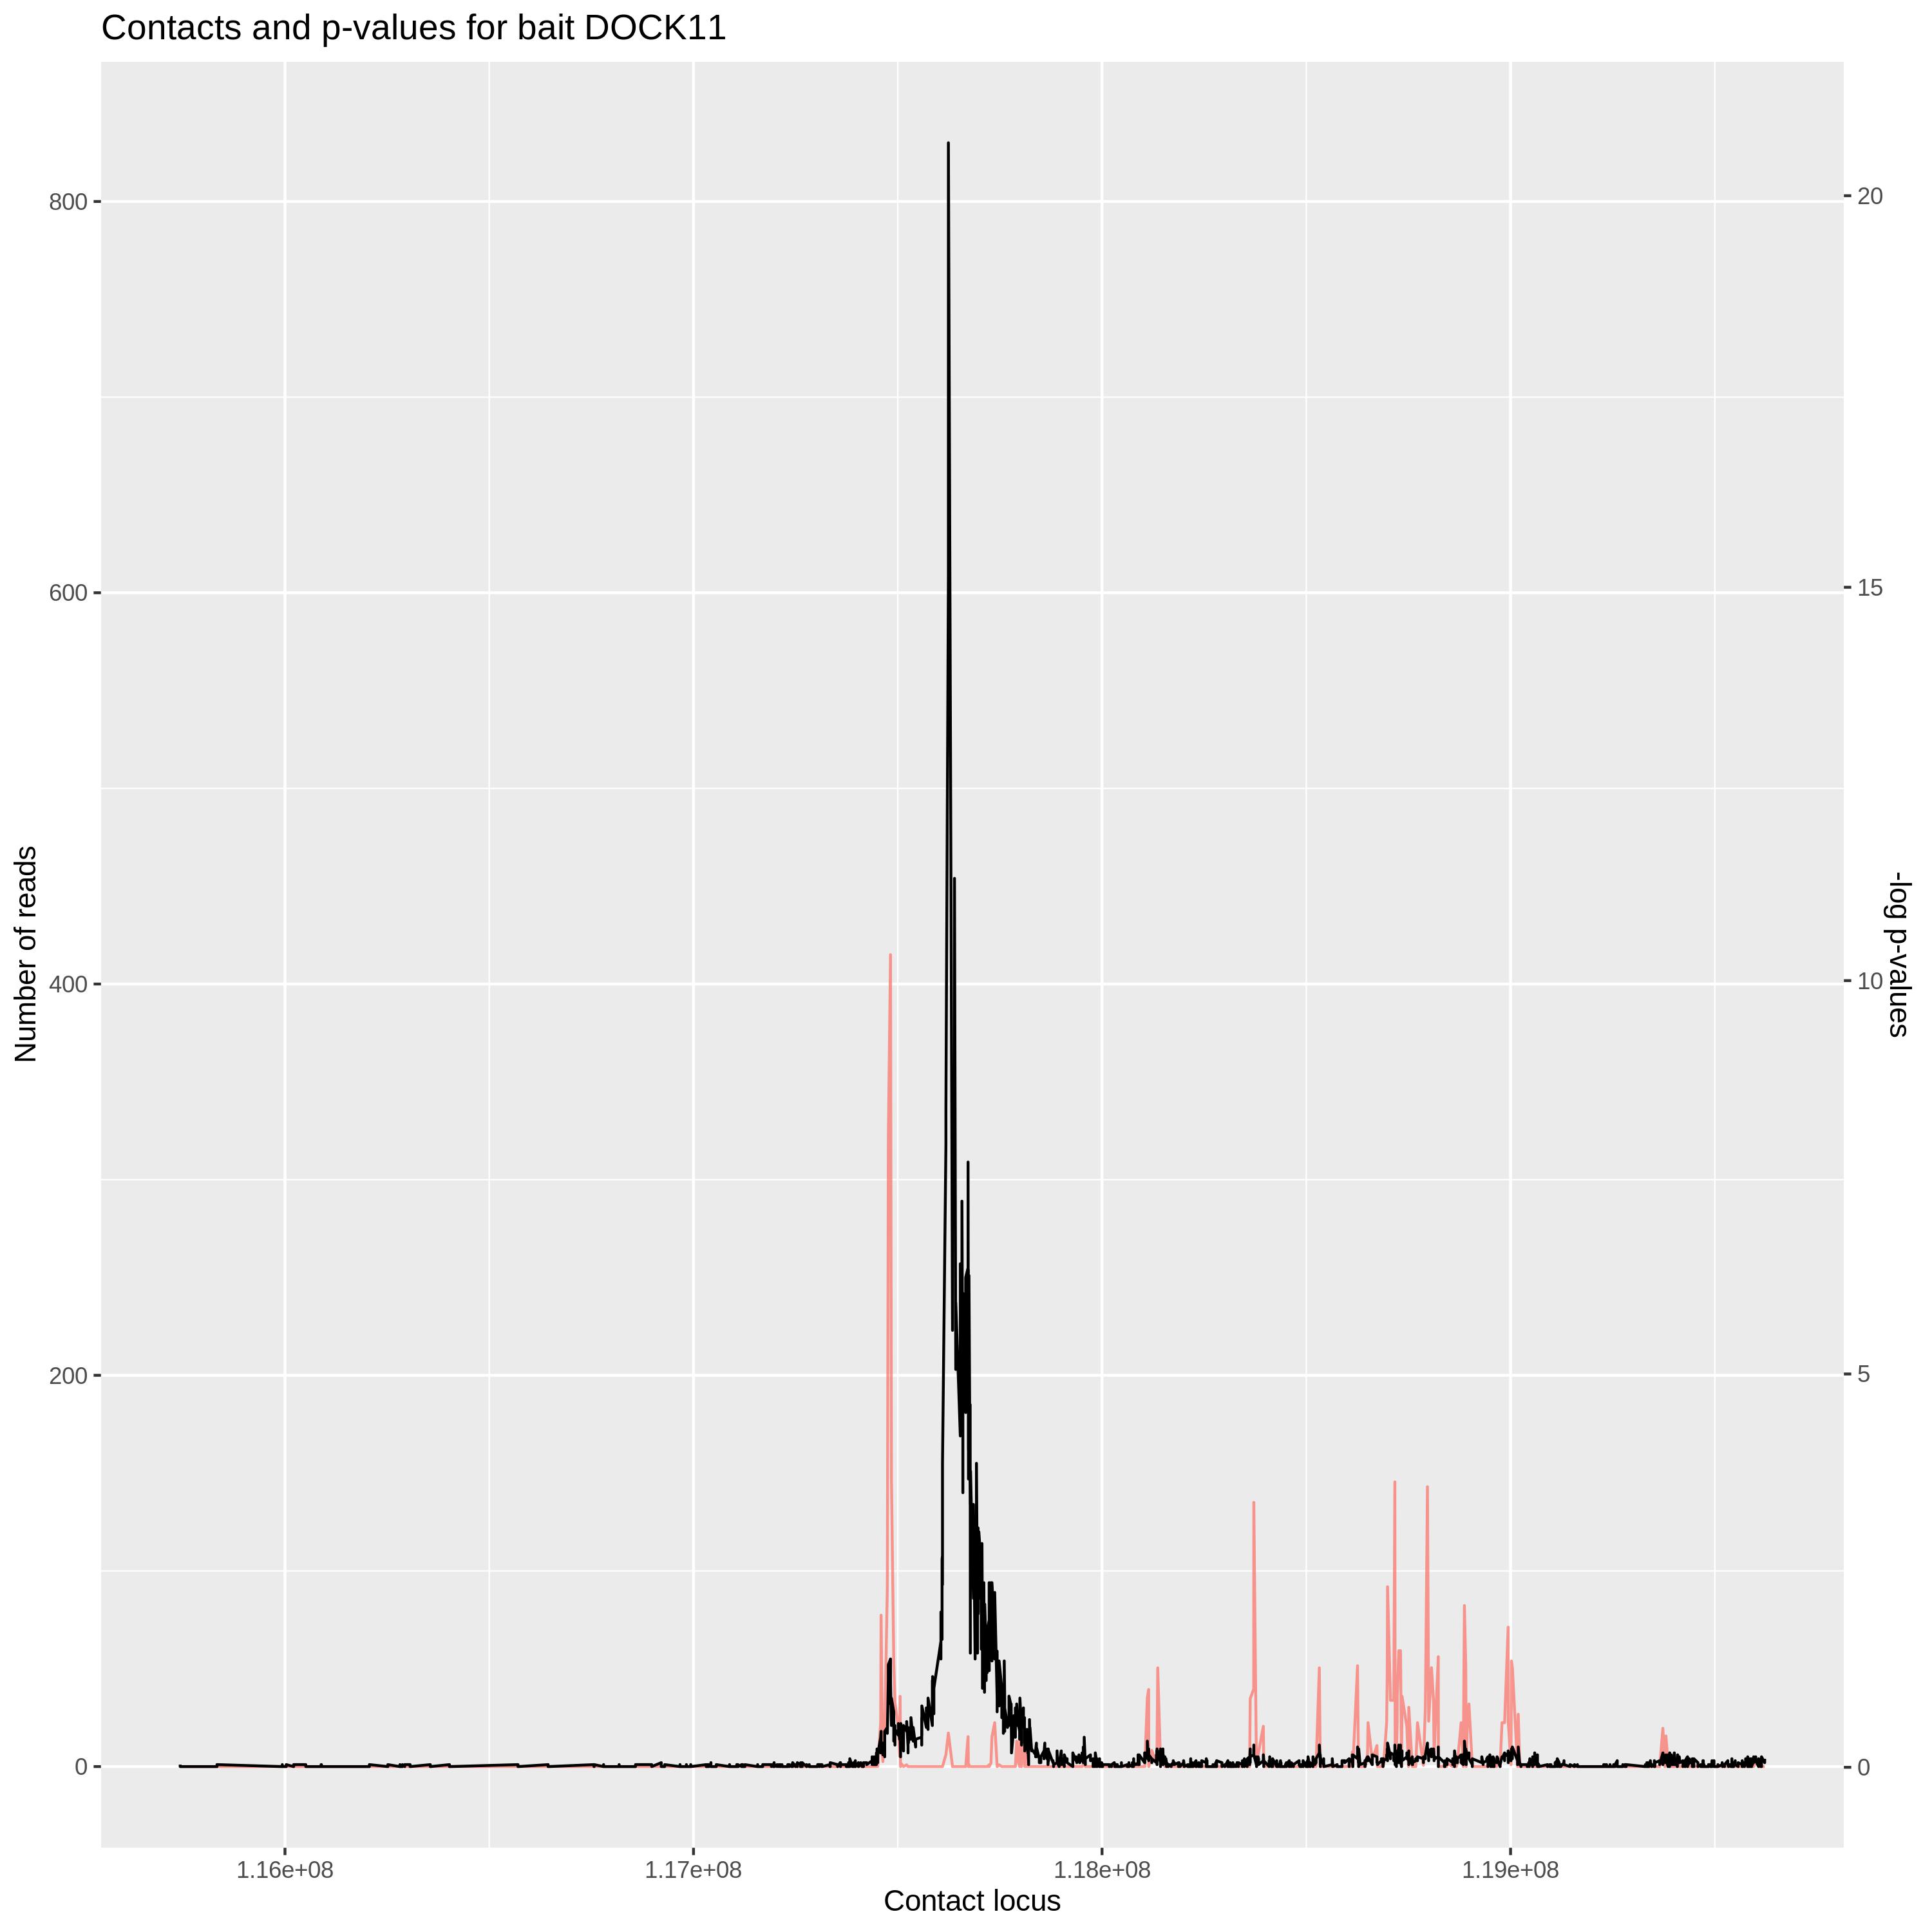 Contacts and p-values for bait DOCK11
800
600
400
200
0
Number of reads
20
15
10
5
0
-log p-values
1.16e+08
1.17e+08
1.18e+08
1.19e+08
Contact locus